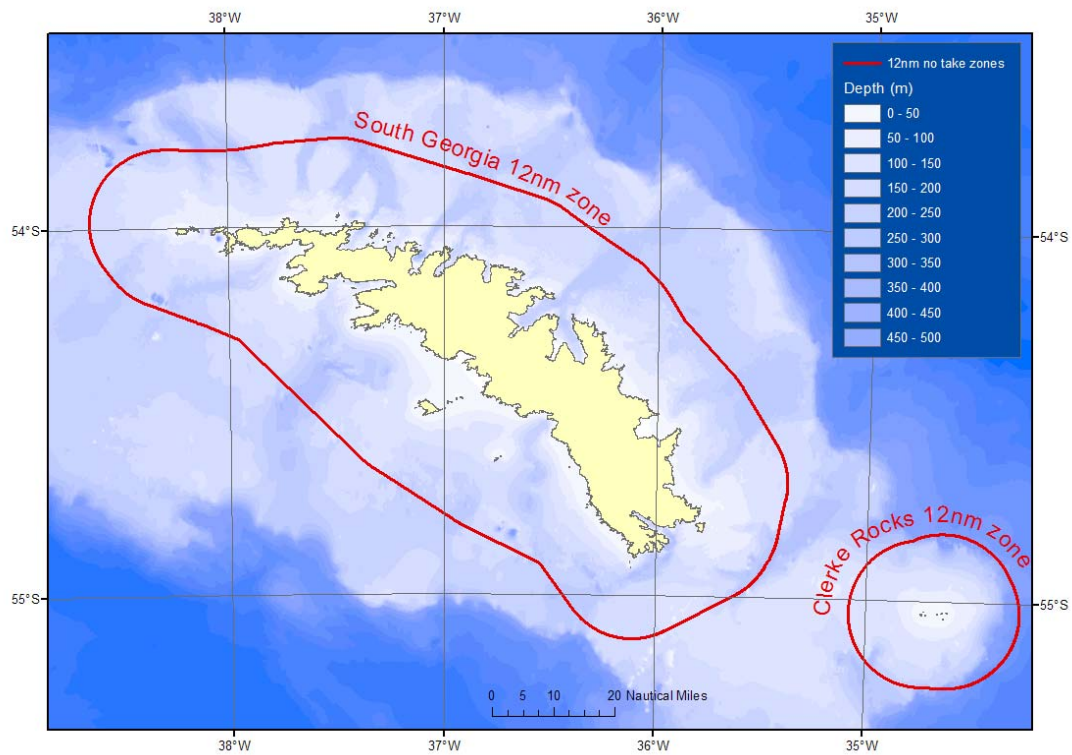 38°W 37°W 36°W 35°W
12nm no take zones
Depth (m)
0 - 50
50 - 100
100 - 150
150 - 200
200 - 250
250 - 300
300 - 350
350 - 400
400 - 450
450 - 500
South Georgia 12nm zone
54°S 54°S
Clerke Rocks 12nm zone
55°S 55°S
0 5 10 20 Nautical Miles
38°W 37°W 36°W 35°W